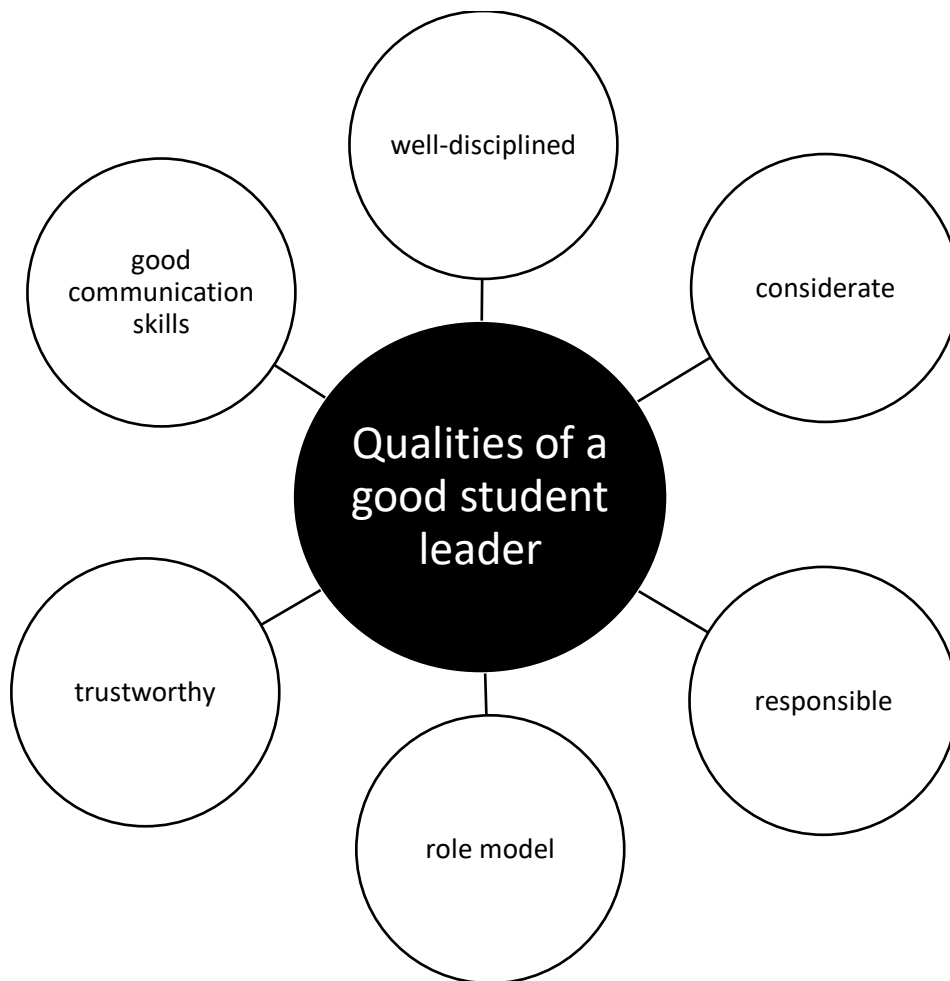 well-disciplined
good
communication
skills
considerate
Qualities of a
good student
leader
trustworthy
responsible
role model